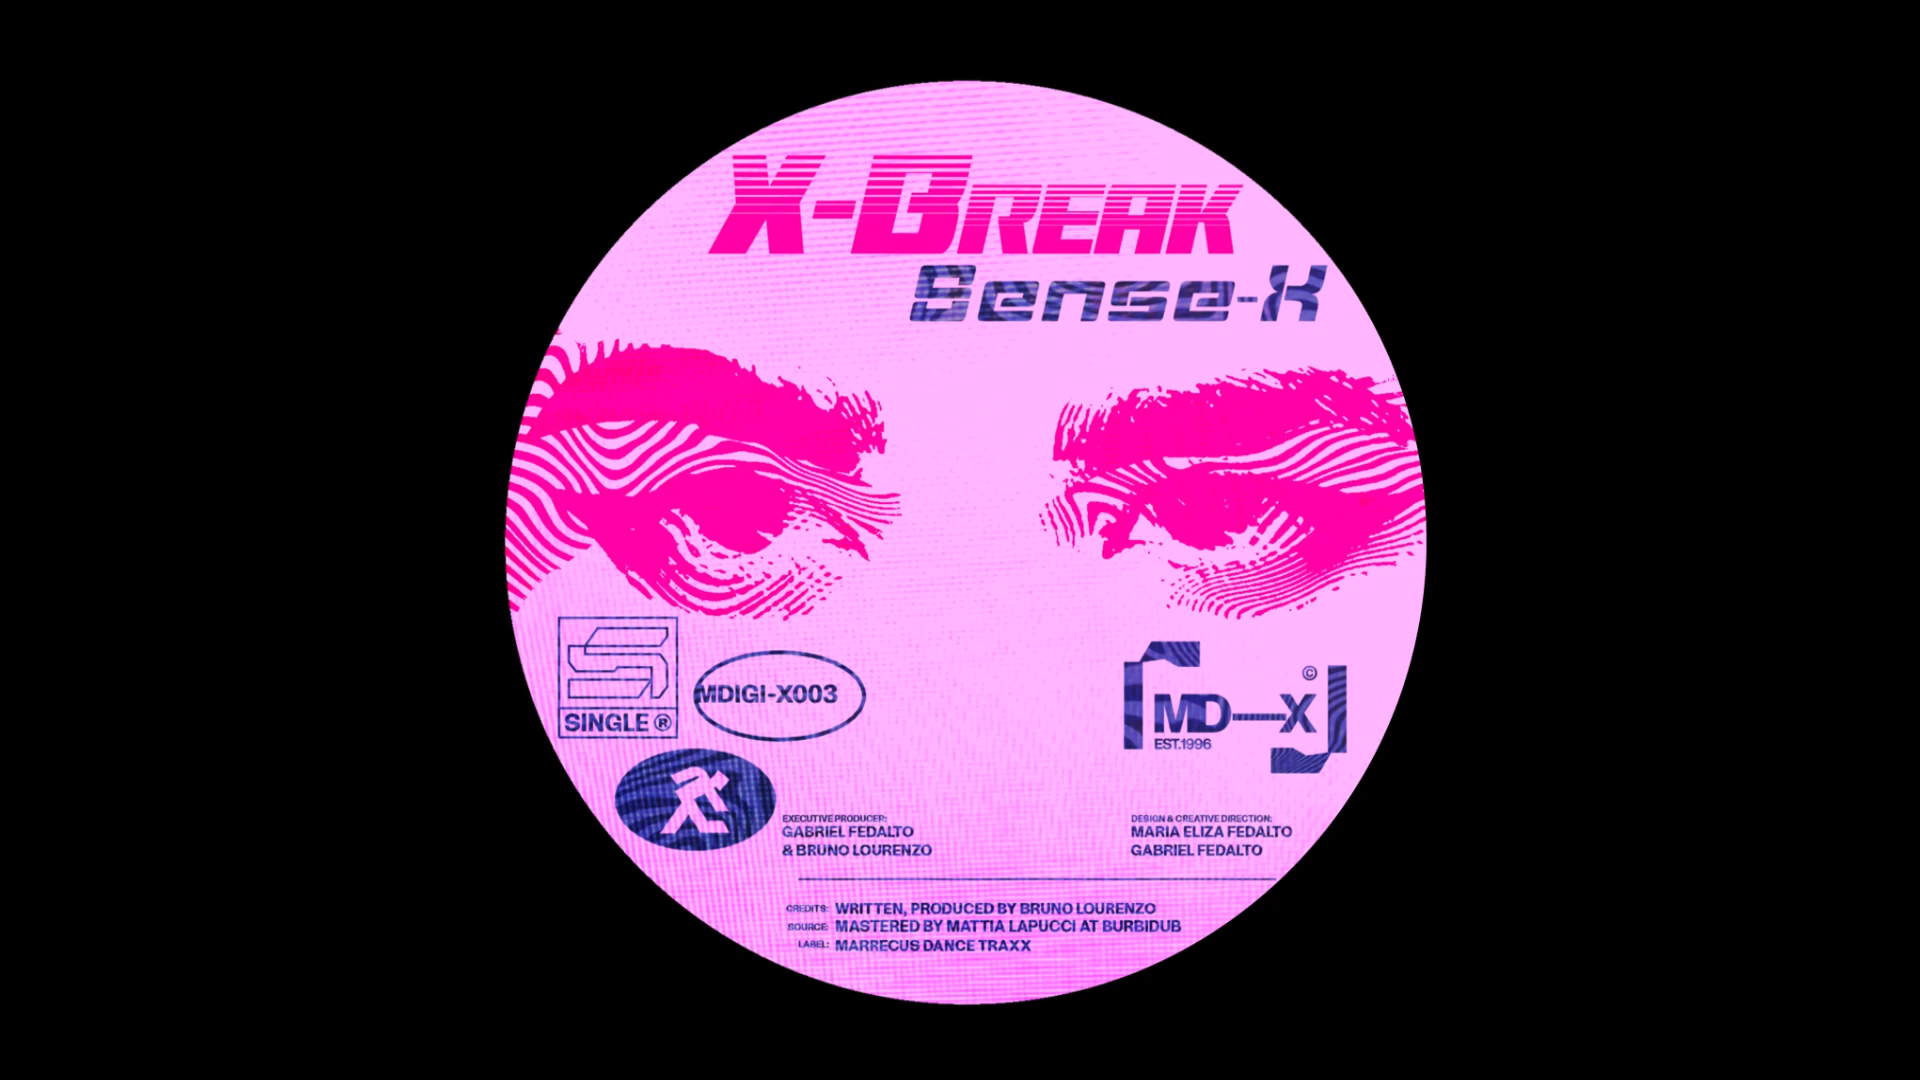 X-BREAK
Sense-X
SINGLE ®
MDIGI-X003
©
MD—X
EST.1996
EXECUTIVE PRODUCER:
GABRIEL FEDALTO
& BRUNO LOURENZO
DESIGN & CREATIVE DIRECTION:
MARIA ELIZA FEDALTO
GABRIEL FEDALTO
CREDITS: WRITTEN, PRODUCED BY BRUNO LOURENZO
SOURCE: MASTERED BY MATTIA LAPUCCI AT BURBIDUB
LABEL: MARRECUS DANCE TRAXX